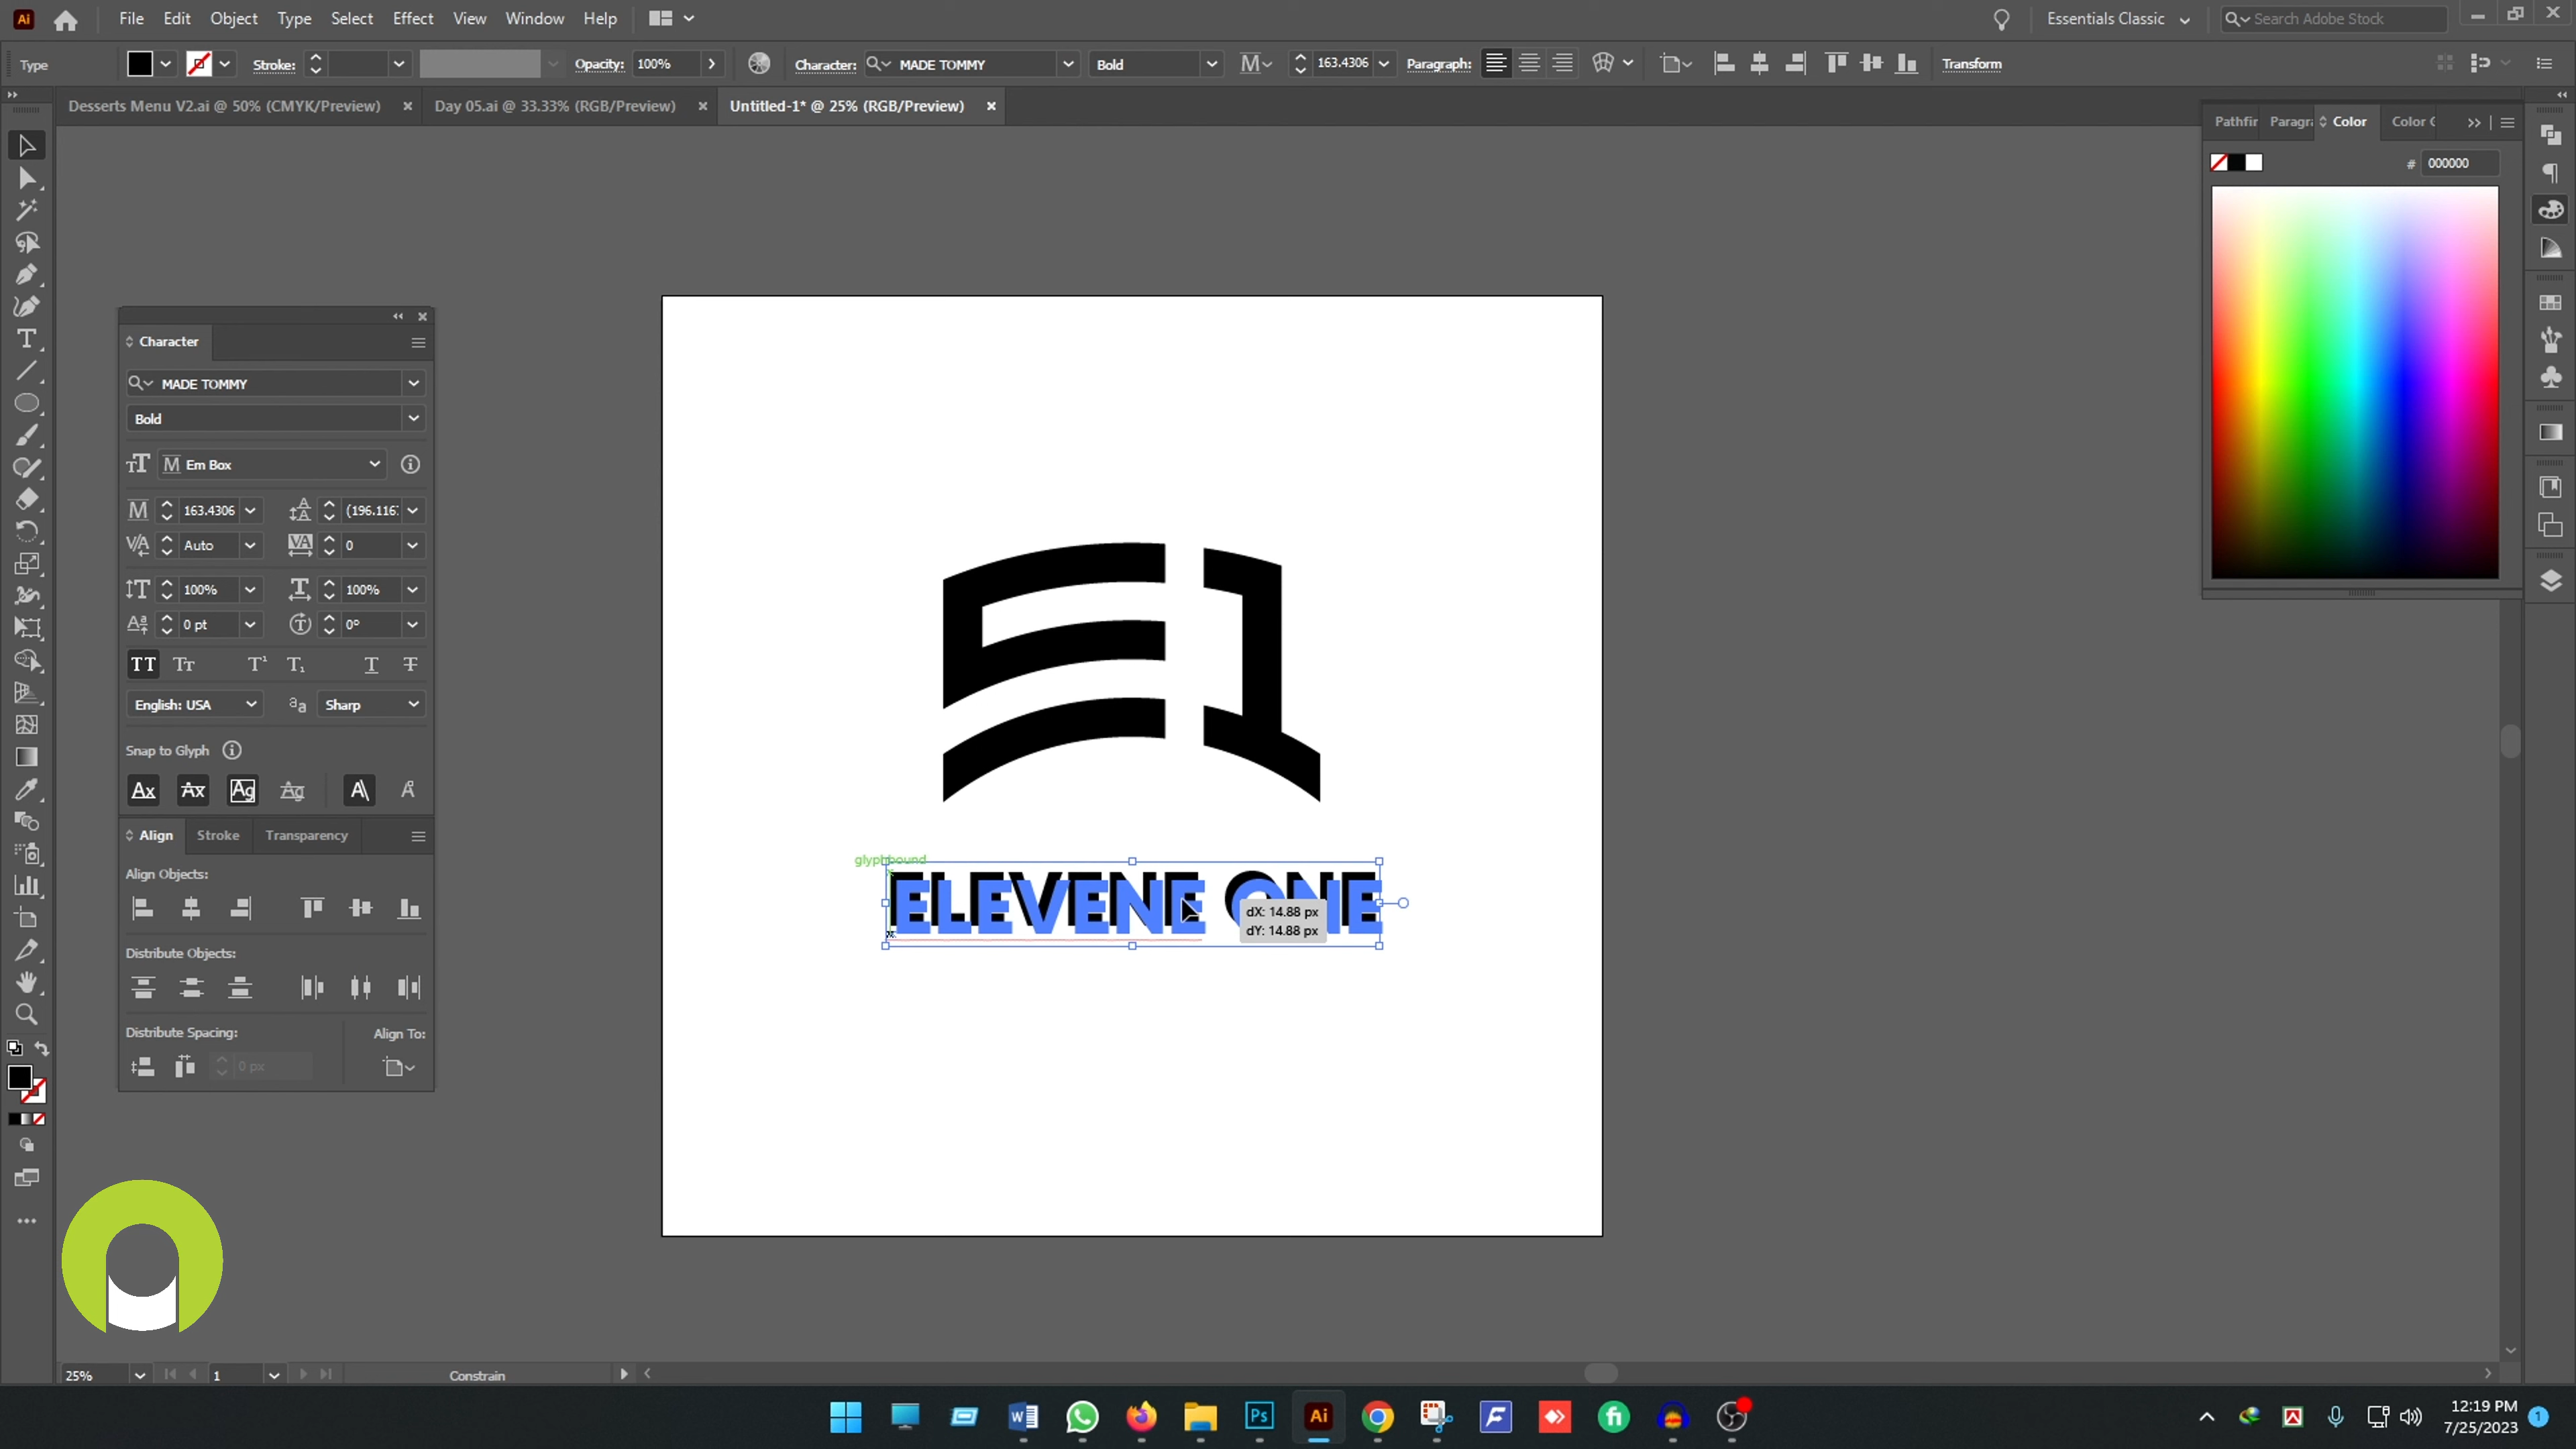 Ai File Edit Object Type Select Effect View Window Help Essentials Classic Search Adobe Stock
Type Stroke: Opacity: 100% Character: MADE TOMMY Bold 163.4306 Paragraph: Transform
Desserts Menu V2.ai @ 50% (CMYK/Preview) Day 05.ai @ 33.33% (RGB/Preview) Untitled-1* @ 25% (RGB/Preview)
Pathfir Paragra Color Color G
# 000000
Character
MADE TOMMY
Bold
Em Box
163.4306 (196.116:
Auto 0
100% 100%
0 pt 0°
English: USA Sharp
Snap to Glyph
Align Stroke Transparency
Align Objects:
Distribute Objects:
Distribute Spacing: Align To:
0 px
E1
glyphbound
ELEVENE ONE
dX: 14.88 px
dY: 14.88 px
25% 1 Constrain
12:19 PM
7/25/2023
1